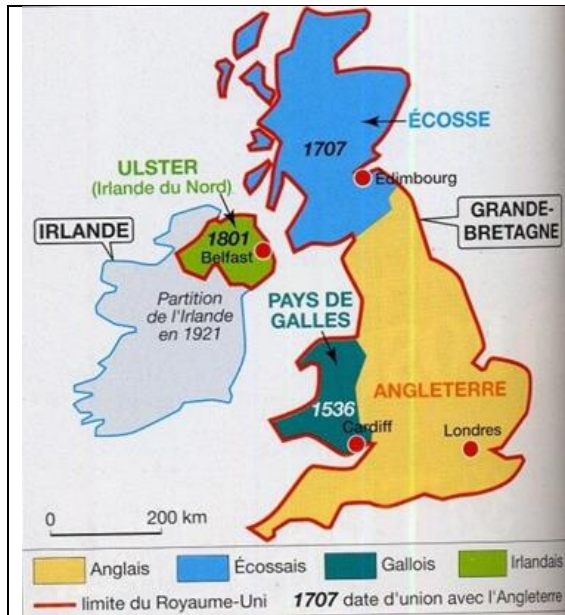 ÉCOSSE
1707
Édimbourg
ULSTER
(Irlande du Nord)
GRANDE-
BRETAGNE
IRLANDE
1801
Belfast
Partition
de l'Irlande
en 1921
PAYS DE
GALLES
ANGLETERRE
1536
Cardiff
Londres
0 200 km
Anglais Écossais Gallois Irlandais
limite du Royaume-Uni 1707 date d'union avec l'Angleterre